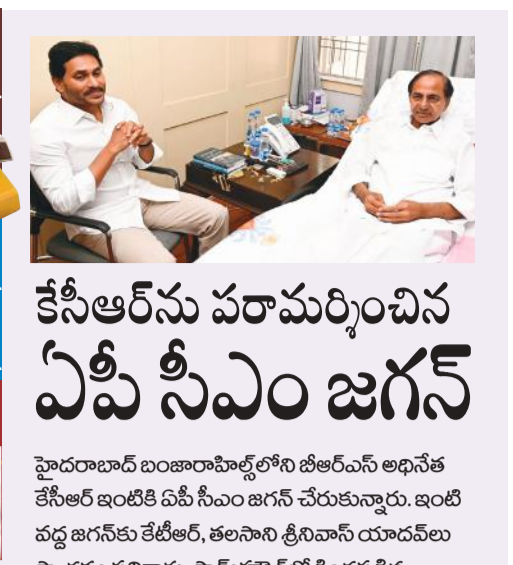 కేసీఆర్‌ను పరామర్శించిన
ఏపీ సీఎం జగన్
హైదరాబాద్ బంజారాహిల్స్‌లోని బీఆర్ఎస్ అధినేత
కేసీఆర్ ఇంటికి ఏపీ సీఎం జగన్ చేరుకున్నారు. ఇంటి
వద్ద జగన్‌కు కేటీఆర్, తలసాని శ్రీనివాస్ యాదవ్‌లు